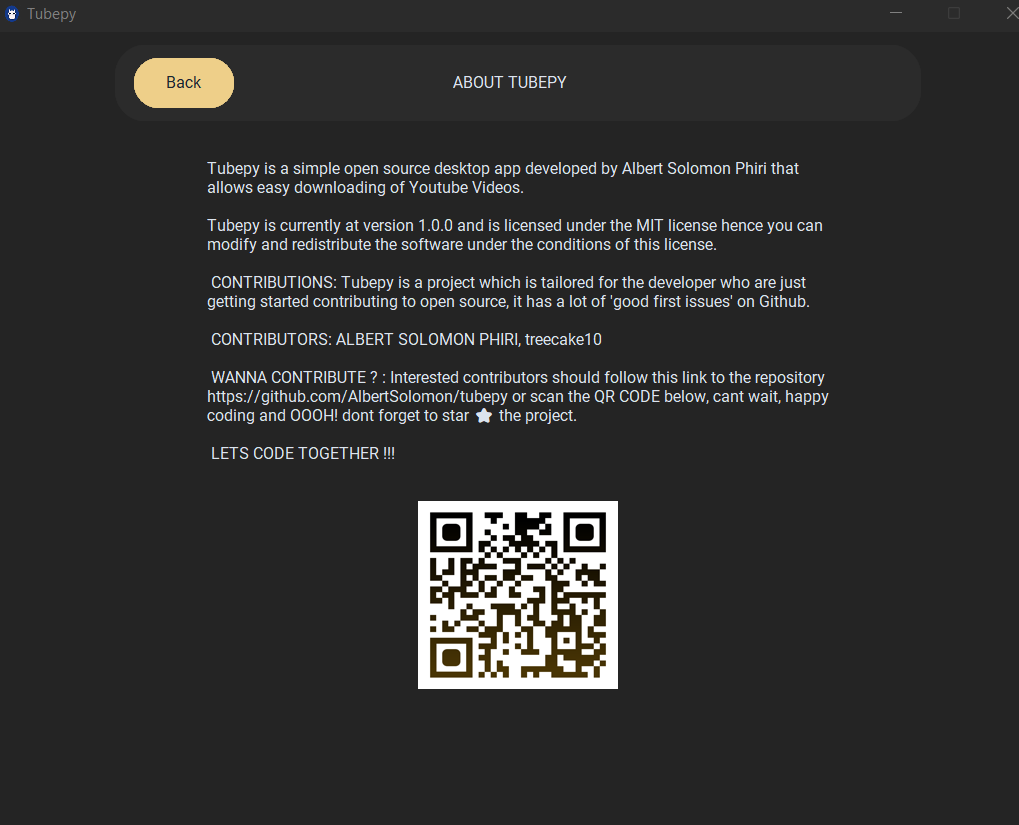 Tubepy
Back
ABOUT TUBEPY
Tubepy is a simple open source desktop app developed by Albert Solomon Phiri that
allows easy downloading of Youtube Videos.
Tubepy is currently at version 1.0.0 and is licensed under the MIT license hence you can
modify and redistribute the software under the conditions of this license.
CONTRIBUTIONS: Tubepy is a project which is tailored for the developer who are just
getting started contributing to open source, it has a lot of 'good first issues' on Github.
CONTRIBUTORS: ALBERT SOLOMON PHIRI, treecake10
WANNA CONTRIBUTE ? : Interested contributors should follow this link to the repository
https://github.com/AlbertSolomon/tubepy or scan the QR CODE below, cant wait, happy
coding and OOOH! dont forget to star ★ the project.
LETS CODE TOGETHER !!!